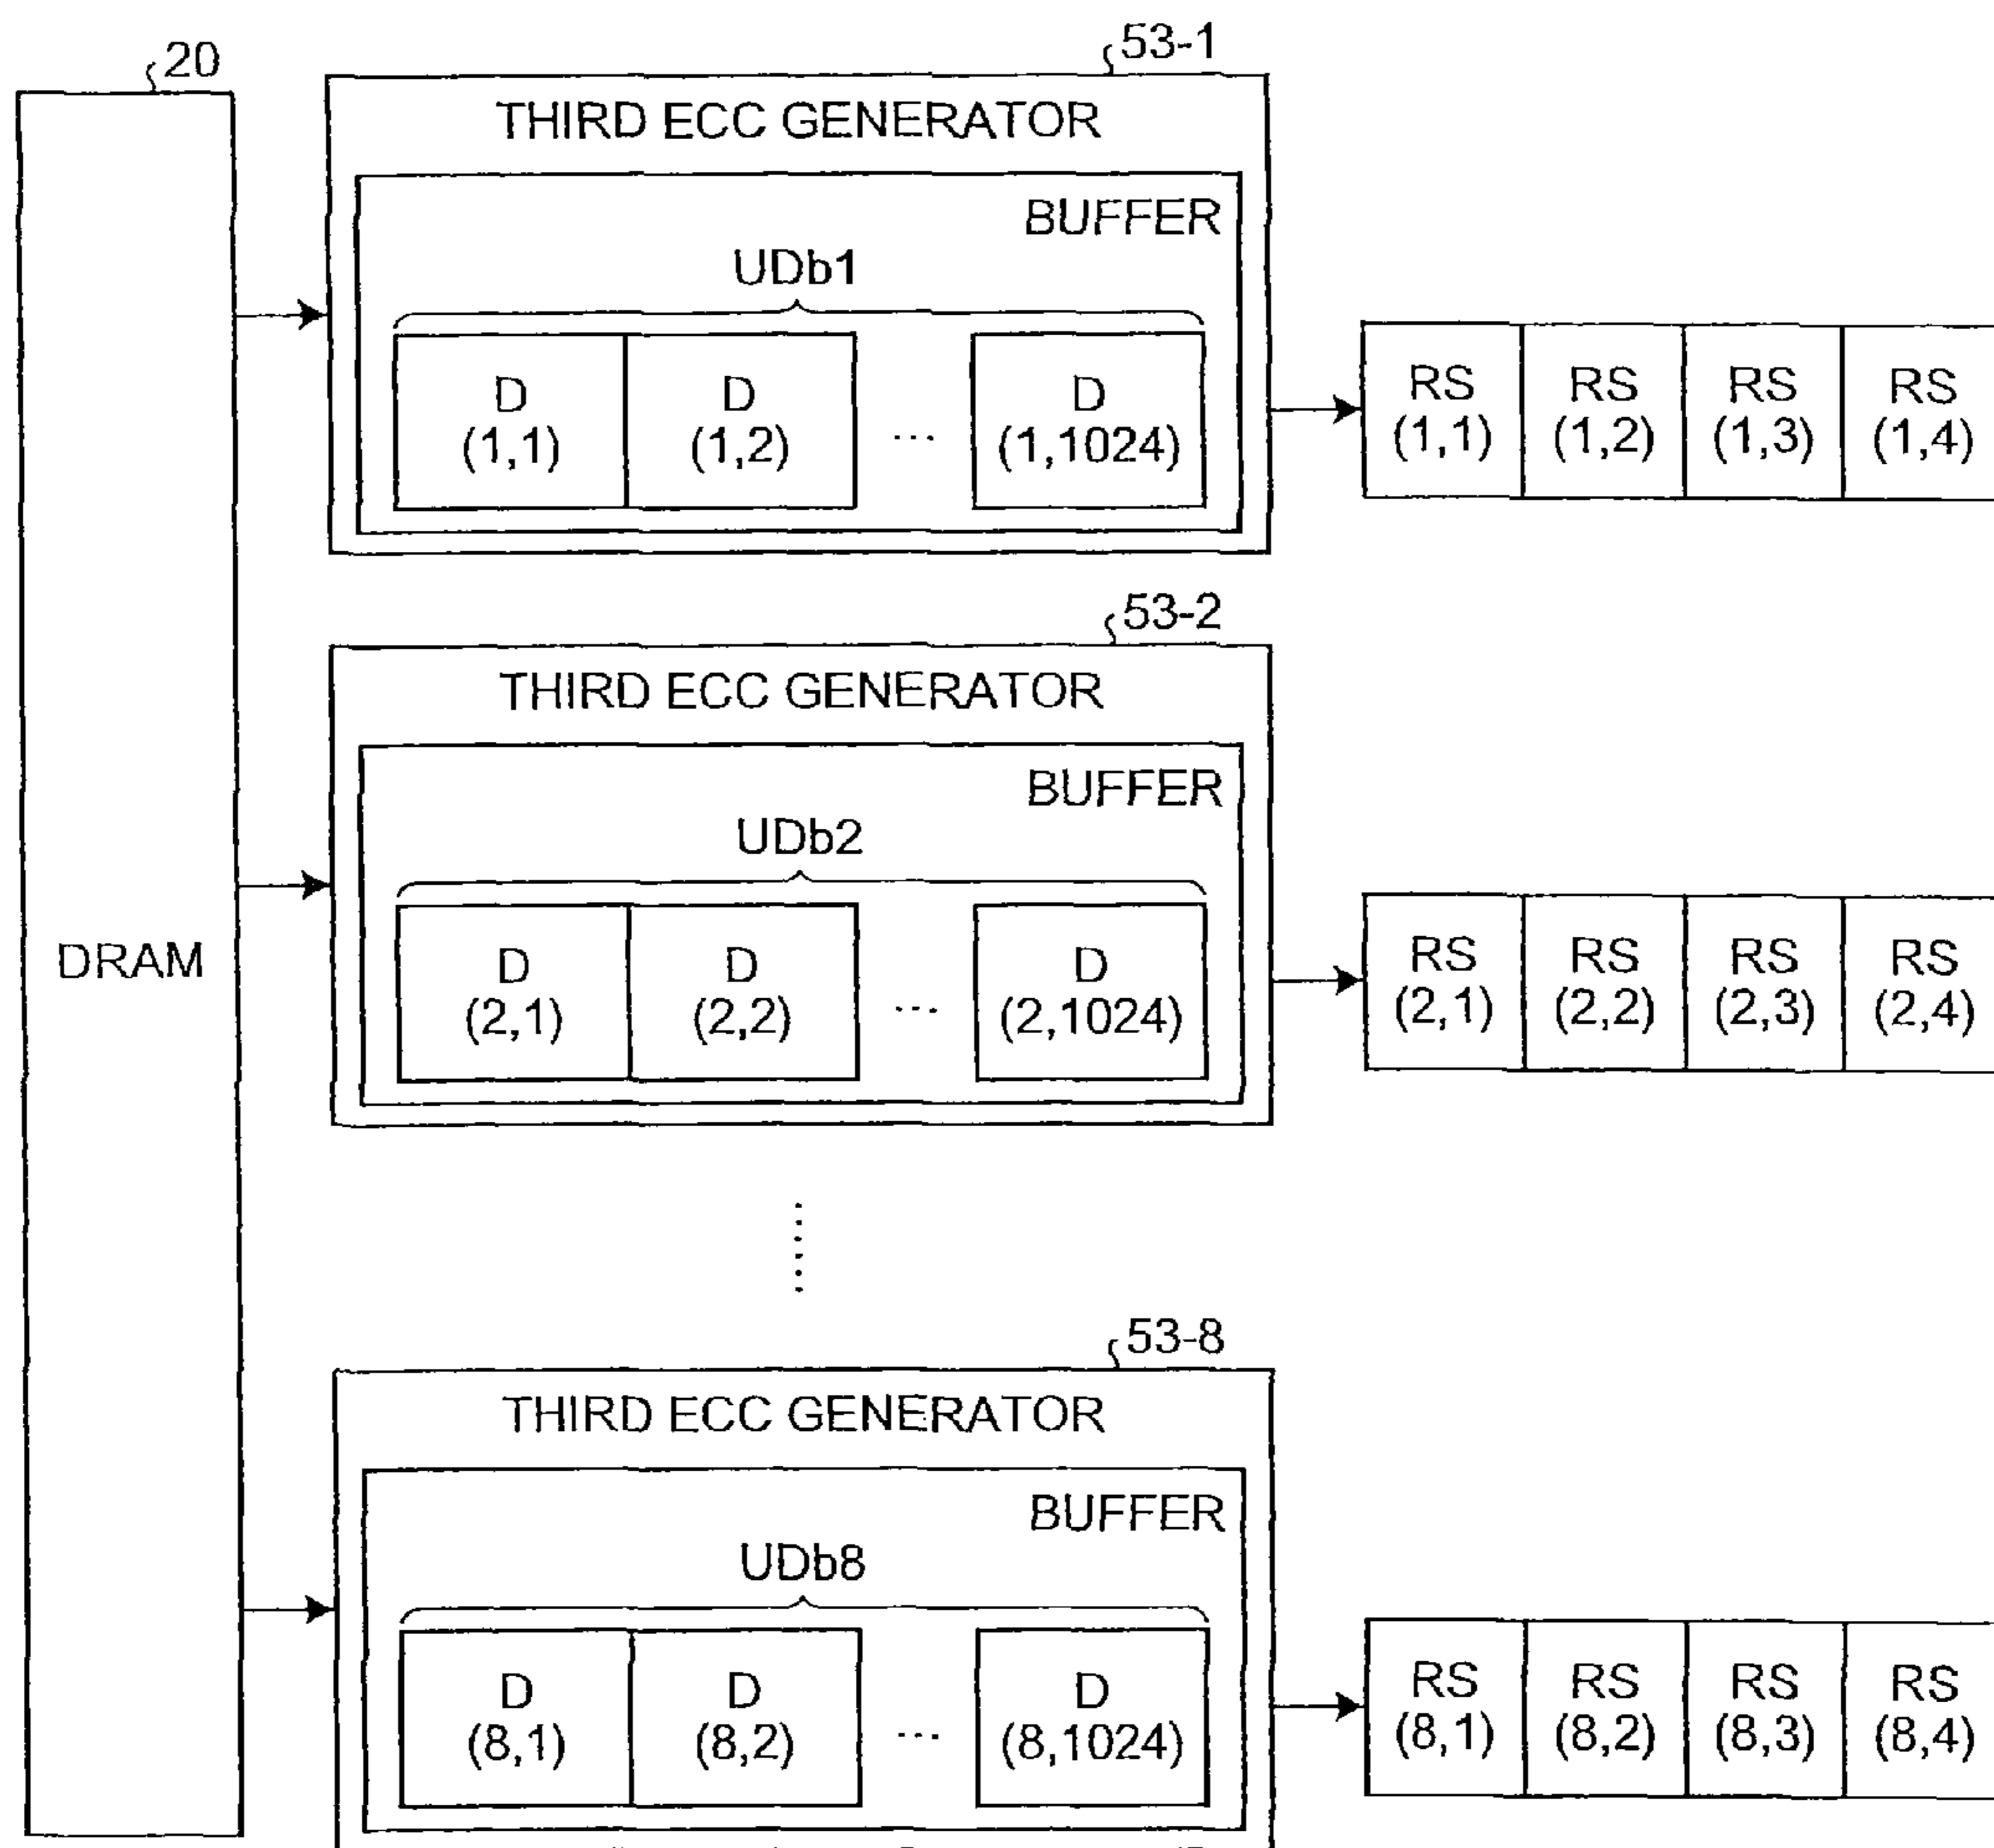 20
DRAM
53-1
THIRD ECC GENERATOR
BUFFER
UDb1
D (1,1)
D (1,2)
...
D (1,1024)
RS (1,1)
RS (1,2)
RS (1,3)
RS (1,4)
53-2
THIRD ECC GENERATOR
BUFFER
UDb2
D (2,1)
D (2,2)
...
D (2,1024)
RS (2,1)
RS (2,2)
RS (2,3)
RS (2,4)
53-8
THIRD ECC GENERATOR
BUFFER
UDb8
D (8,1)
D (8,2)
...
D (8,1024)
RS (8,1)
RS (8,2)
RS (8,3)
RS (8,4)